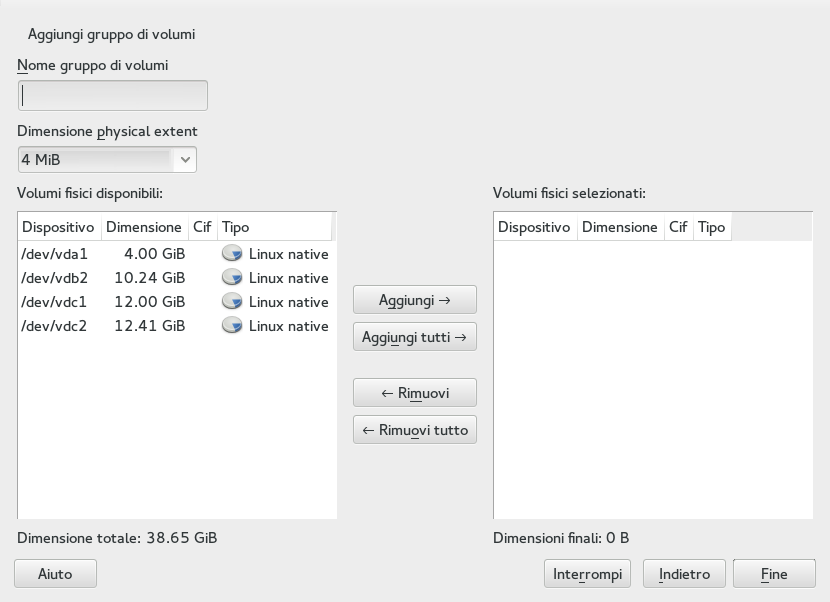 Aggiungi gruppo di volumi
Nome gruppo di volumi
Dimensione physical extent
4 MiB
Volumi fisici disponibili:
Dispositivo Dimensione Cif Tipo
/dev/vda1 4.00 GiB Linux native
/dev/vdb2 10.24 GiB Linux native
/dev/vdc1 12.00 GiB Linux native
/dev/vdc2 12.41 GiB Linux native
Dimensione totale: 38.65 GiB
Aggiungi →
Aggiungi tutti →
← Rimuovi
← Rimuovi tutto
Volumi fisici selezionati:
Dispositivo Dimensione Cif Tipo
Dimensioni finali: 0 B
Aiuto Interrompi Indietro Fine